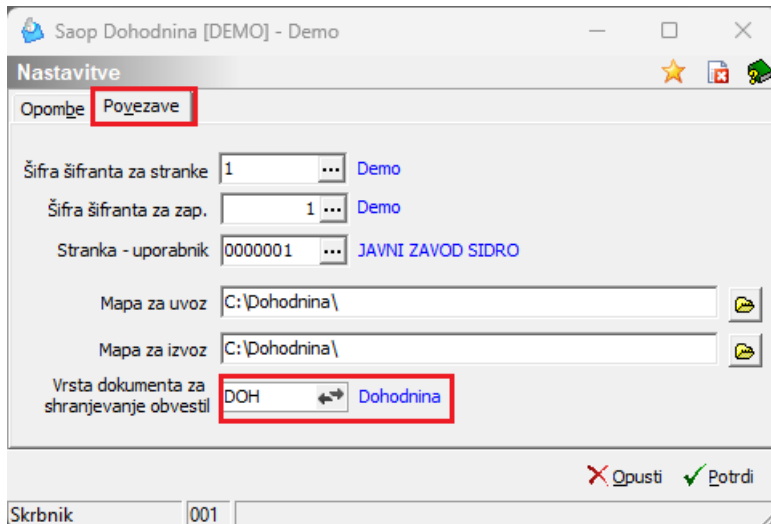 Saop Dohodnina [DEMO] - Demo
Nastavitve
Opombe Povezave
Šifra šifranta za stranke 1 ... Demo
Šifra šifranta za zap. 1 ... Demo
Stranka - uporabnik 0000001 ... JAVNI ZAVOD SIDRO
Mapa za uvoz C:\Dohodnina\
Mapa za izvoz C:\Dohodnina\
Vrsta dokumenta za
shranjevanje obvestil DOH Dohodnina
Opusti Potrdi
Skrbnik 001